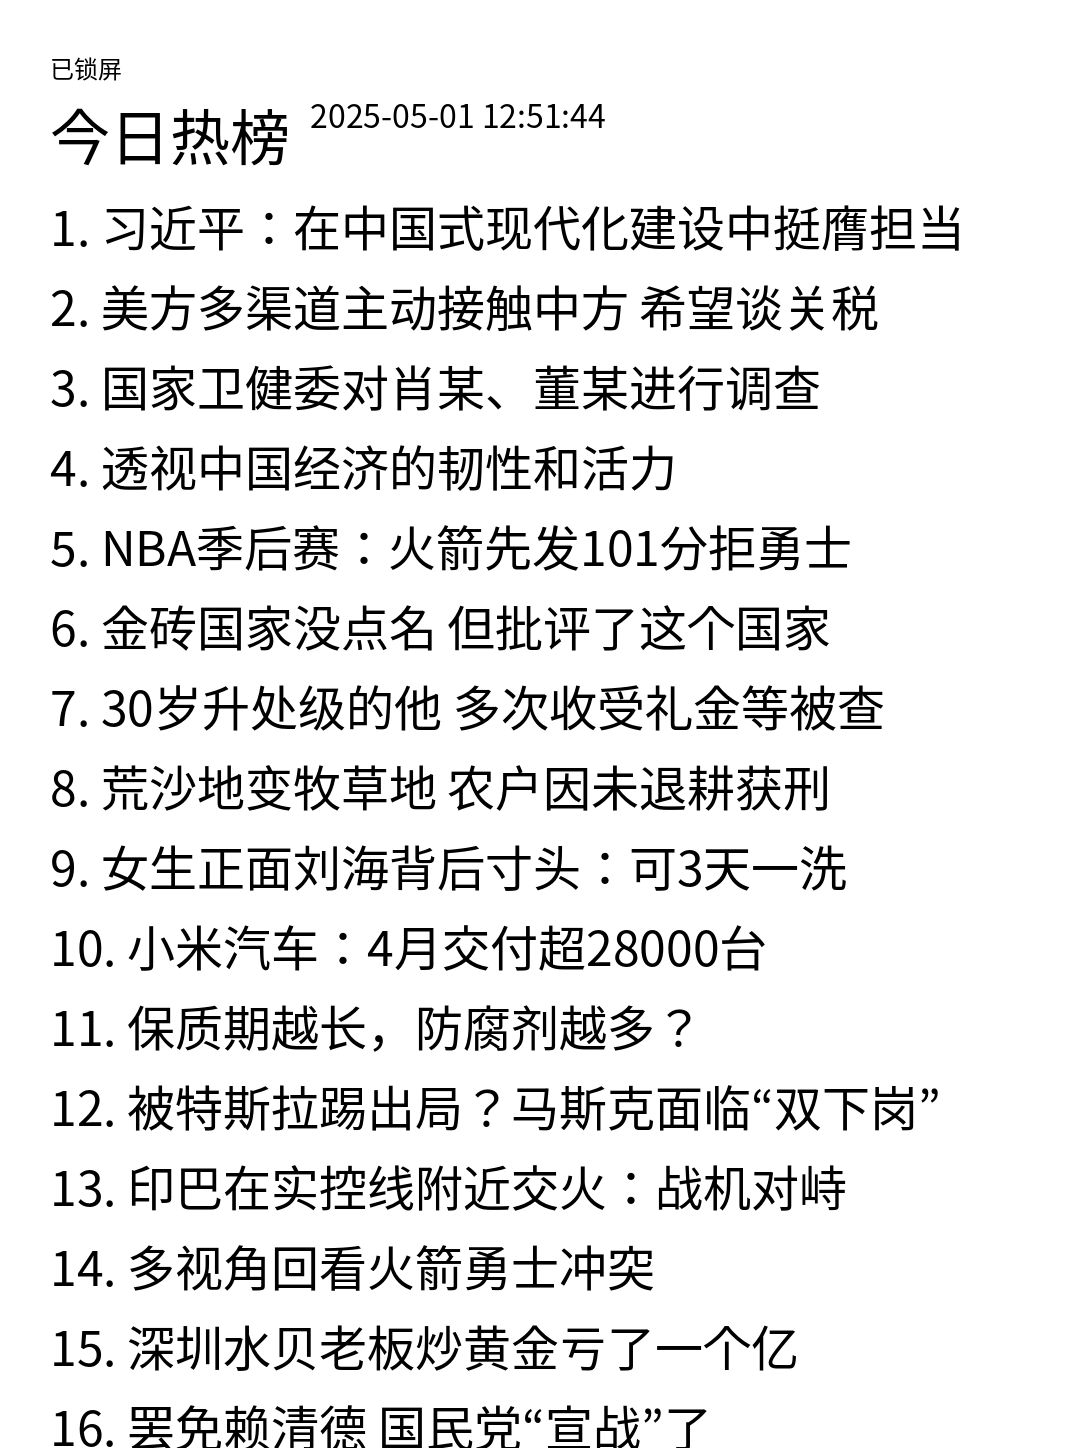 已锁屏
今日热榜 2025-05-01 12:51:44
1. 习近平：在中国式现代化建设中挺膺担当
2. 美方多渠道主动接触中方 希望谈关税
3. 国家卫健委对肖某、董某进行调查
4. 透视中国经济的韧性和活力
5. NBA季后赛：火箭先发101分拒勇士
6. 金砖国家没点名 但批评了这个国家
7. 30岁升处级的他 多次收受礼金等被查
8. 荒沙地变牧草地 农户因未退耕获刑
9. 女生正面刘海背后寸头：可3天一洗
10. 小米汽车：4月交付超28000台
11. 保质期越长，防腐剂越多？
12. 被特斯拉踢出局？马斯克面临“双下岗”
13. 印巴在实控线附近交火：战机对峙
14. 多视角回看火箭勇士冲突
15. 深圳水贝老板炒黄金亏了一个亿
16. 罢免赖清德 国民党“宣战”了